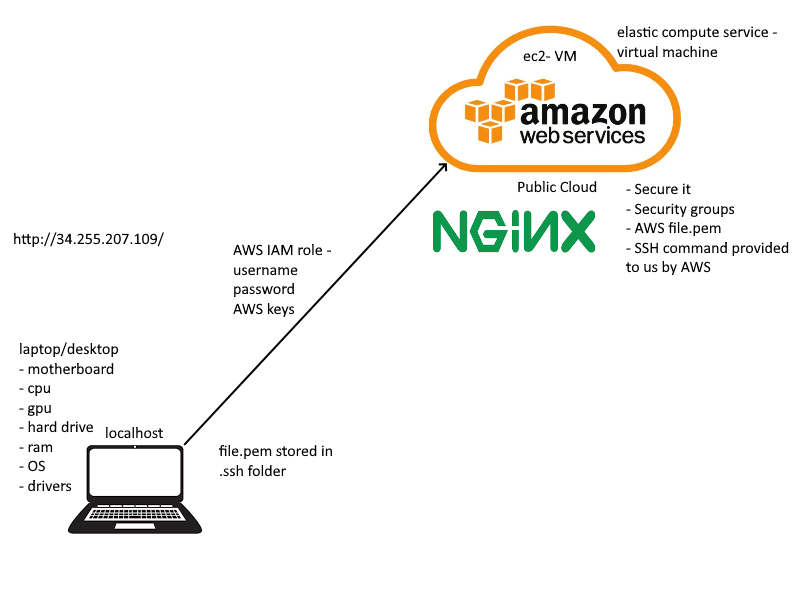 elastic compute service -
virtual machine
ec2- VM
amazon
web services
Public Cloud
NGINX
- Secure it
- Security groups
- AWS file.pem
- SSH command provided
to us by AWS
http://34.255.207.109/
AWS IAM role -
username
password
AWS keys
laptop/desktop
- motherboard
- cpu
- gpu
- hard drive
- ram
- OS
- drivers
localhost
file.pem stored in
.ssh folder